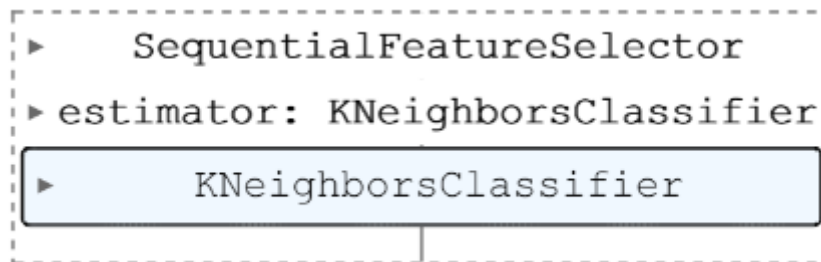 SequentialFeatureSelector
estimator: KNeighborsClassifier
KNeighborsClassifier